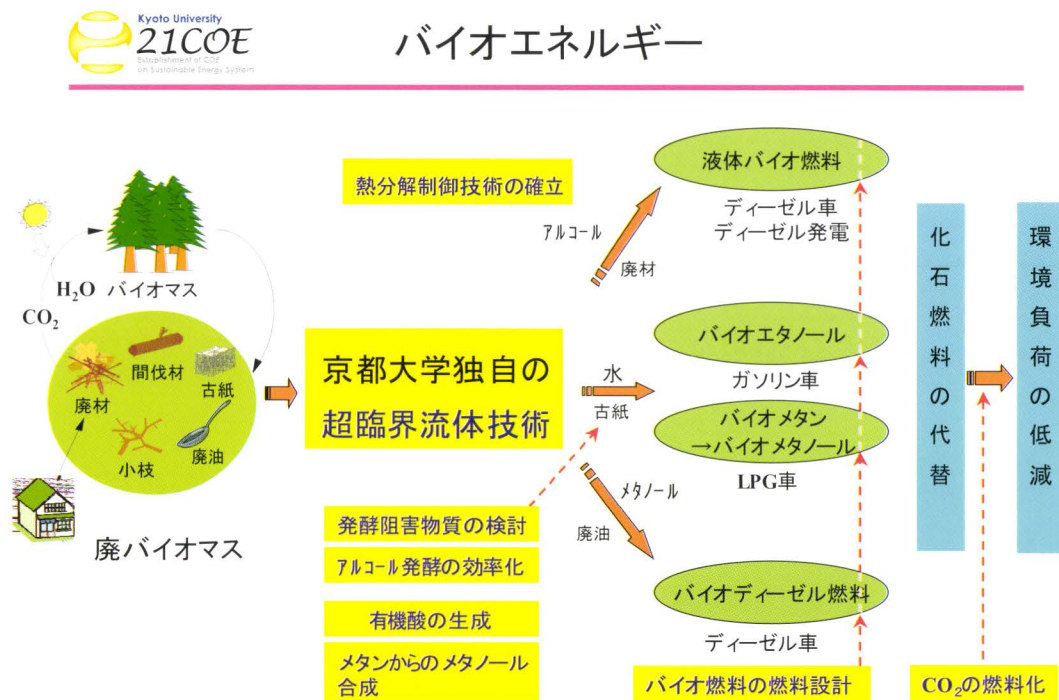 Kyoto University
21COE
Establishment of COE
on Sustainable Energy System
バイオエネルギー
熱分解制御技術の確立
液体バイオ燃料
ディーゼル車
ディーゼル発電
アルコール
廃材
H₂O
バイオマス
CO₂
間伐材
古紙
廃材
小枝
廃油
廃バイオマス
京都大学独自の
超臨界流体技術
水
古紙
バイオエタノール
ガソリン車
バイオメタン
→バイオメタノール
LPG車
メタノール
廃油
バイオディーゼル燃料
ディーゼル車
発酵阻害物質の検討
アルコール発酵の効率化
有機酸の生成
メタンからのメタノール
合成
バイオ燃料の燃料設計
化石燃料の代替
環境負荷の低減
CO₂の燃料化